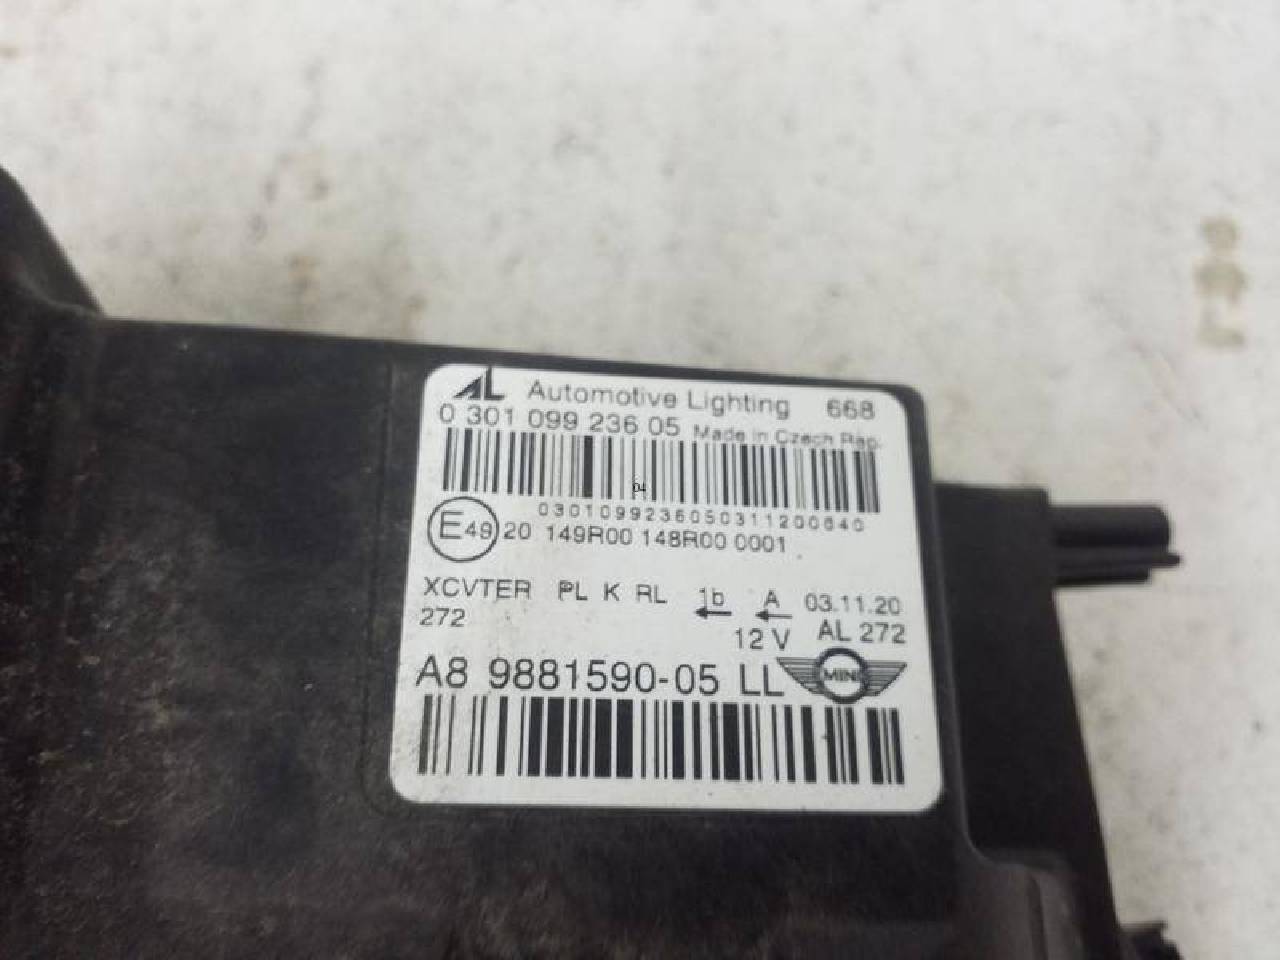 AL Automotive Lighting 668
0 301 099 236 05 Made in Czech Rep.
04
0301099236050311200640
E49 20 149R00 148R00 0001
XCVTER PL K RL 1b A 03.11.20
272 12 V AL 272
A8 9881590-05 LL MINI